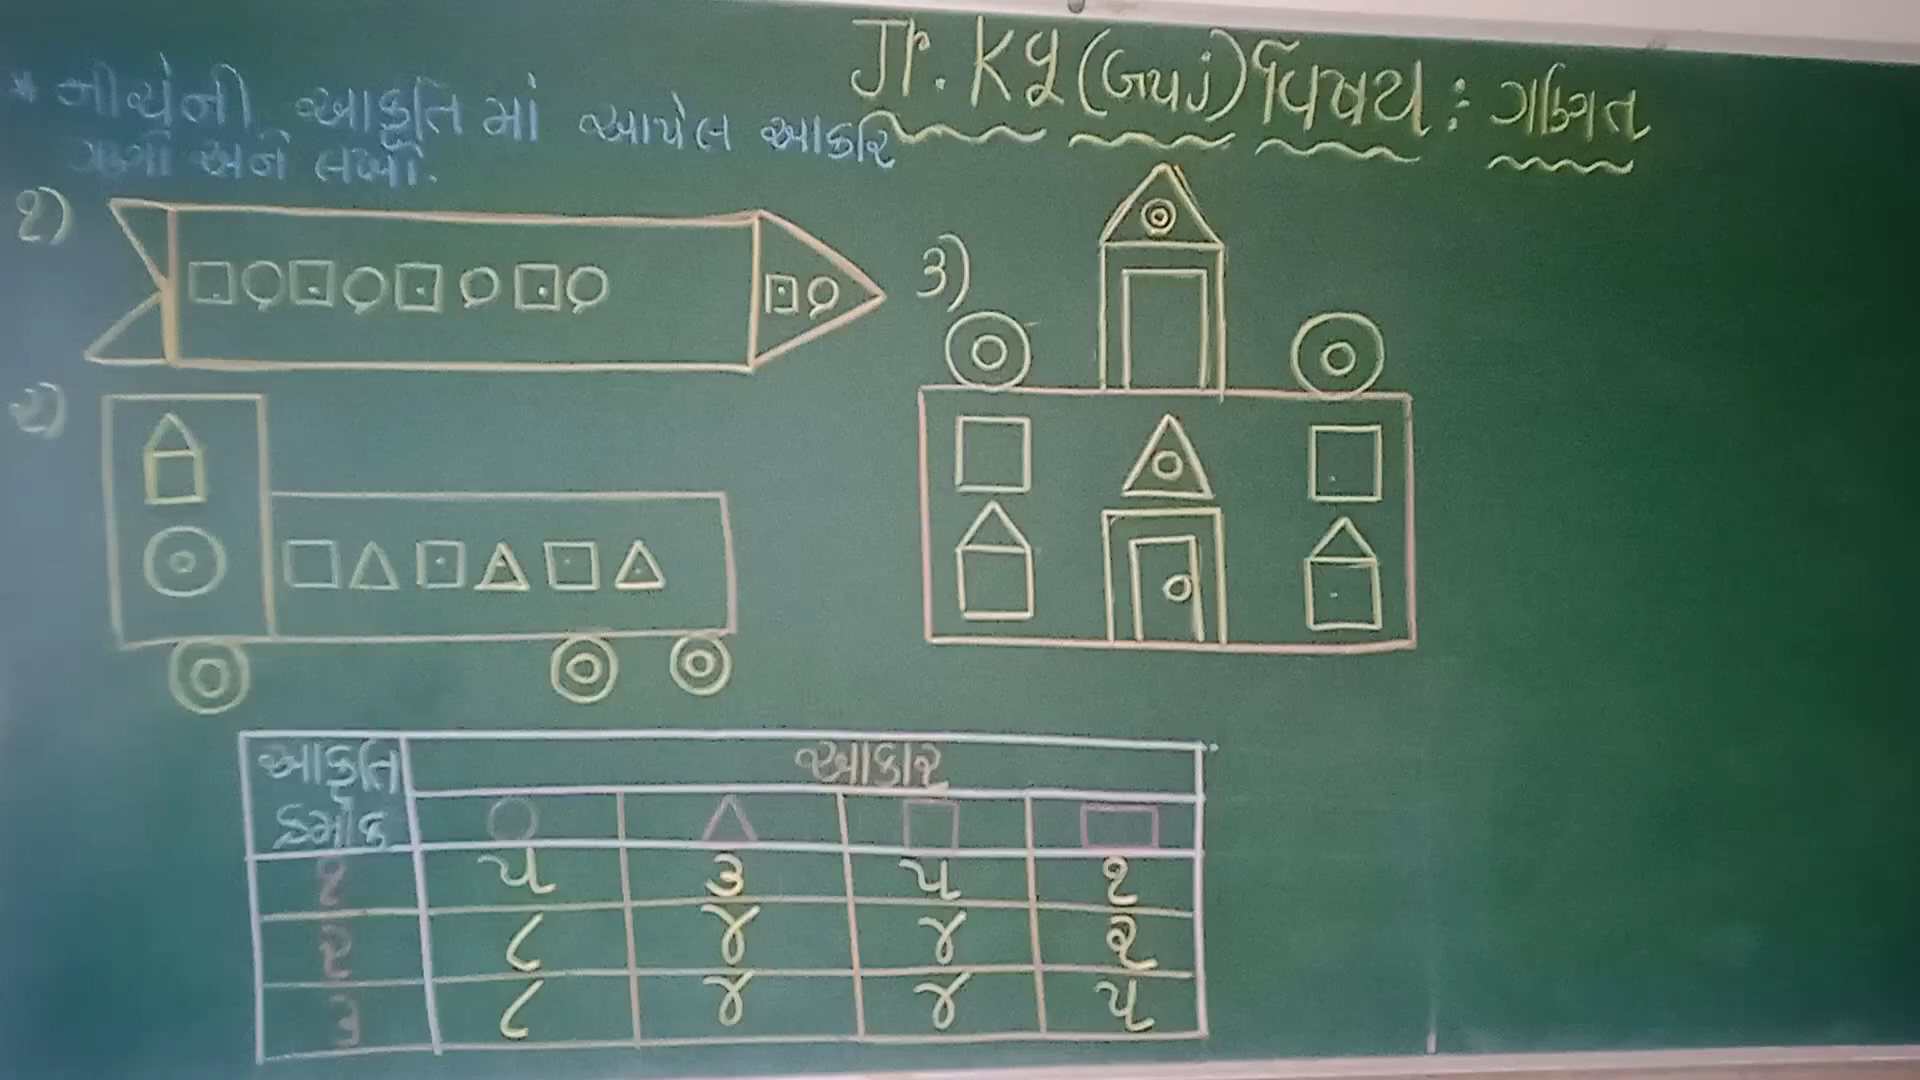 Jr. KG (Guj) વિષય : ગણિત
* નીચેની આકૃતિ માં આપેલ આકાર
ગણો અને લખો.
૧)
૨)
૩)
આકૃતિ ક્રમાંક આકાર
૧ ૫ ૩ ૫ ૧
૨ ૮ ૪ ૪ ૨
૩ ૮ ૪ ૪ ૫